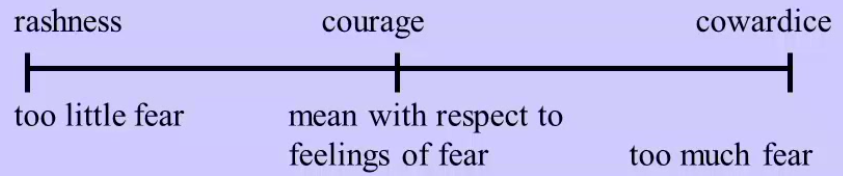 rashness courage cowardice
too little fear mean with respect to
feelings of fear too much fear